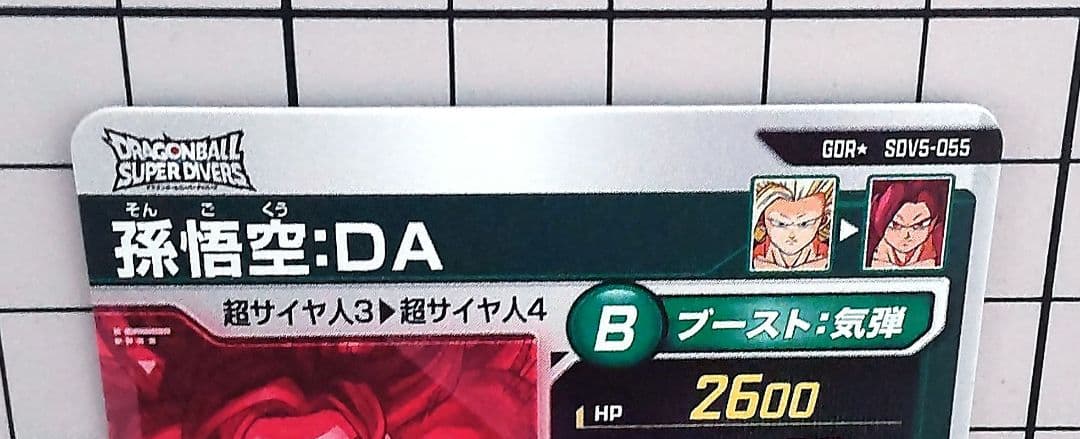 DRAGONBALL
SUPER DIVERS
GDR★ SDV5-055
そん ご くう
孫悟空:DA
超サイヤ人3▶超サイヤ人4
B ブースト:気弾
HP 2600